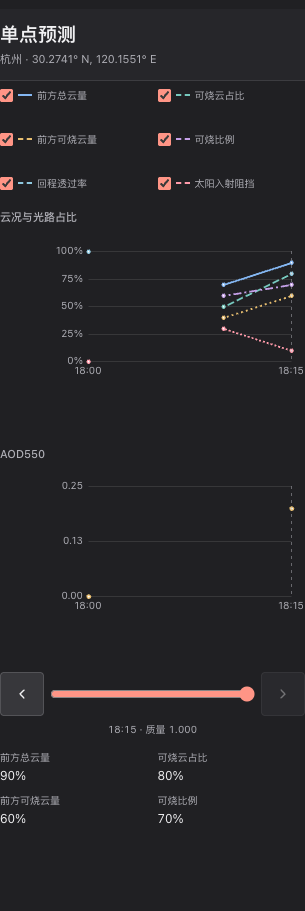 单点预测
杭州 · 30.2741° N, 120.1551° E
前方总云量 可烧云占比
前方可烧云量 可烧比例
回程透过率 太阳入射阻挡
云况与光路占比
100%
75%
50%
25%
0%
18:00 18:15
AOD550
0.25
0.13
0.00
18:00 18:15
18:15 · 质量 1.000
前方总云量 可烧云占比
90% 80%
前方可烧云量 可烧比例
60% 70%